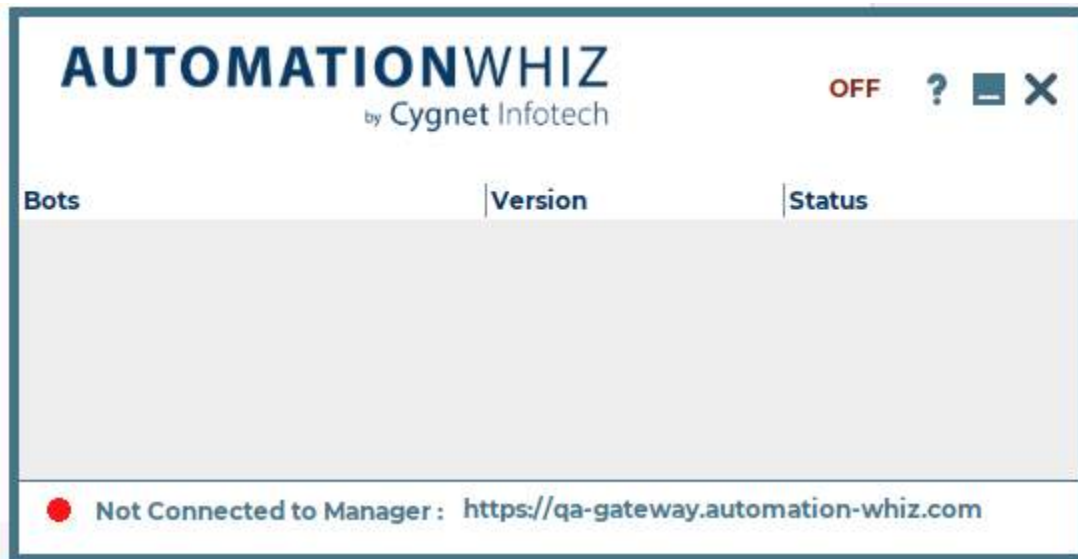 AUTOMATIONWHIZ
by Cygnet Infotech
OFF ?
Bots Version Status
Not Connected to Manager : https://qa-gateway.automation-whiz.com